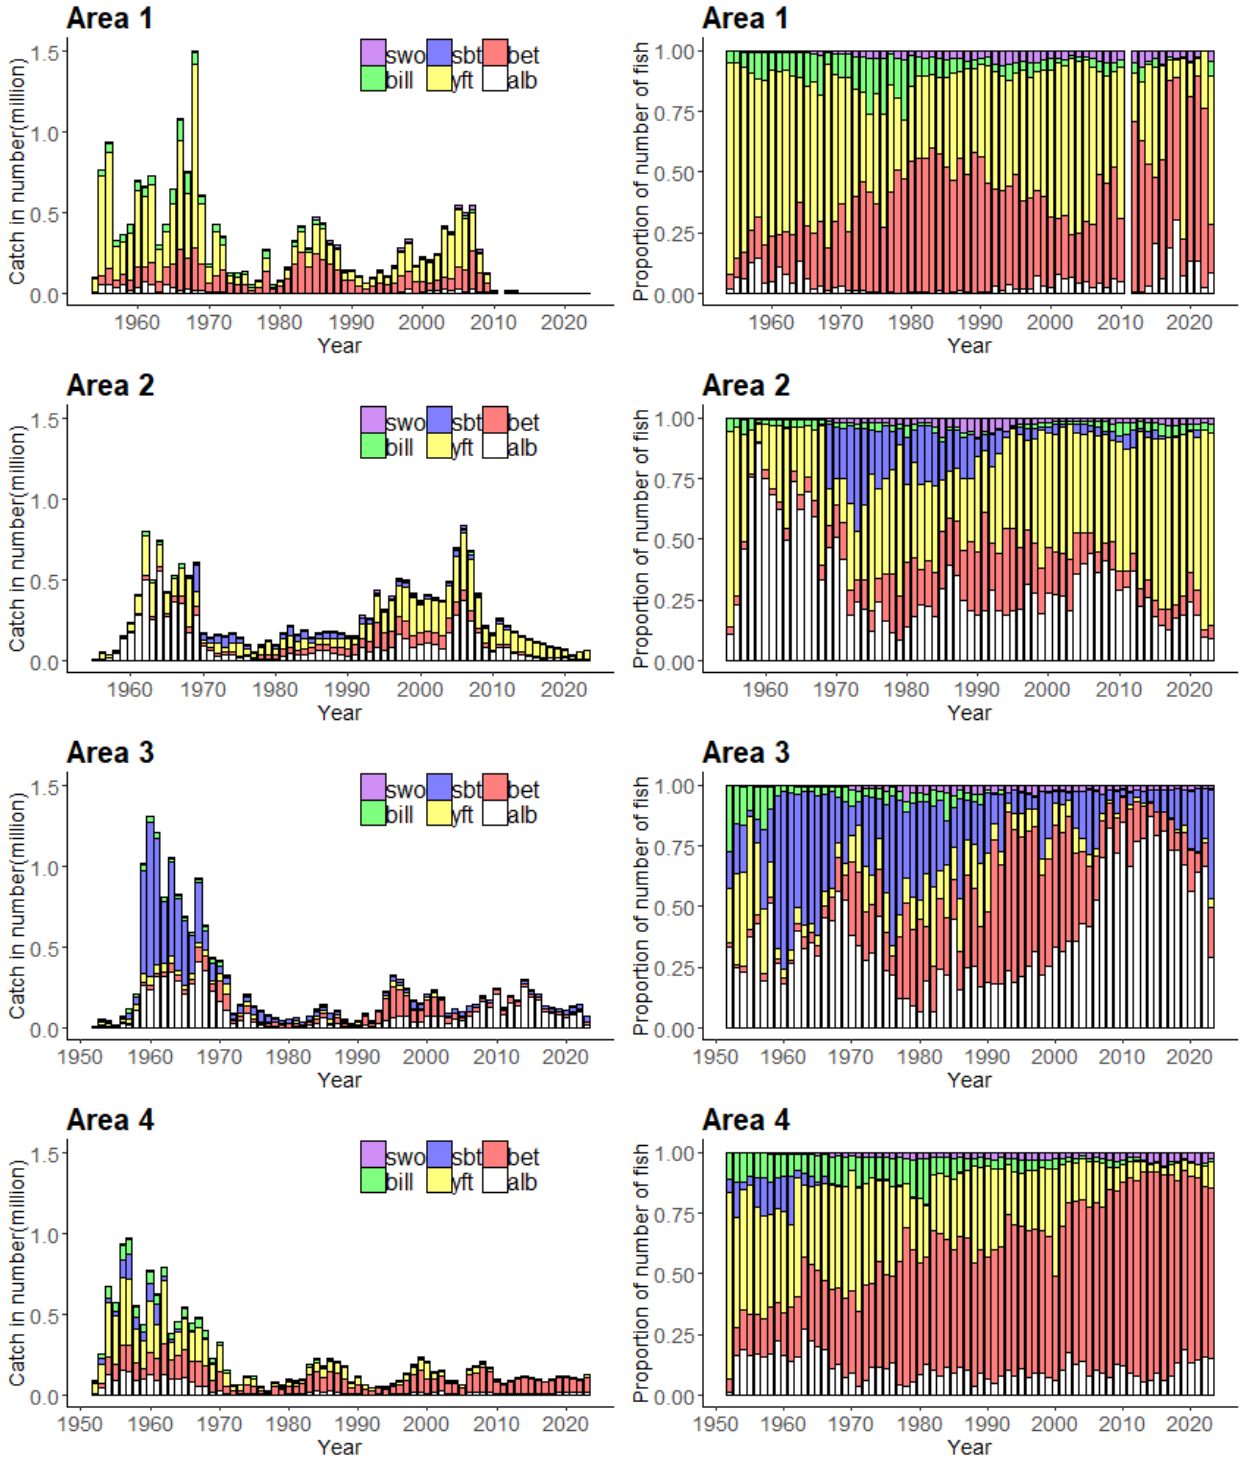 Area 1
Catch in number(million)
1.5
1.0
0.5
0.0
swo sbt bet
bill yft alb
1960 1970 1980 1990 2000 2010 2020
Year
Area 1
Proportion of number of fish
1.00
0.75
0.50
0.25
0.00
1960 1970 1980 1990 2000 2010 2020
Year
Area 2
Catch in number(million)
1.5
1.0
0.5
0.0
swo sbt bet
bill yft alb
1960 1970 1980 1990 2000 2010 2020
Year
Area 2
Proportion of number of fish
1.00
0.75
0.50
0.25
0.00
1960 1970 1980 1990 2000 2010 2020
Year
Area 3
Catch in number(million)
1.5
1.0
0.5
0.0
swo sbt bet
bill yft alb
1950 1960 1970 1980 1990 2000 2010 2020
Year
Area 3
Proportion of number of fish
1.00
0.75
0.50
0.25
0.00
1950 1960 1970 1980 1990 2000 2010 2020
Year
Area 4
Catch in number(million)
1.5
1.0
0.5
0.0
swo sbt bet
bill yft alb
1950 1960 1970 1980 1990 2000 2010 2020
Year
Area 4
Proportion of number of fish
1.00
0.75
0.50
0.25
0.00
1950 1960 1970 1980 1990 2000 2010 2020
Year